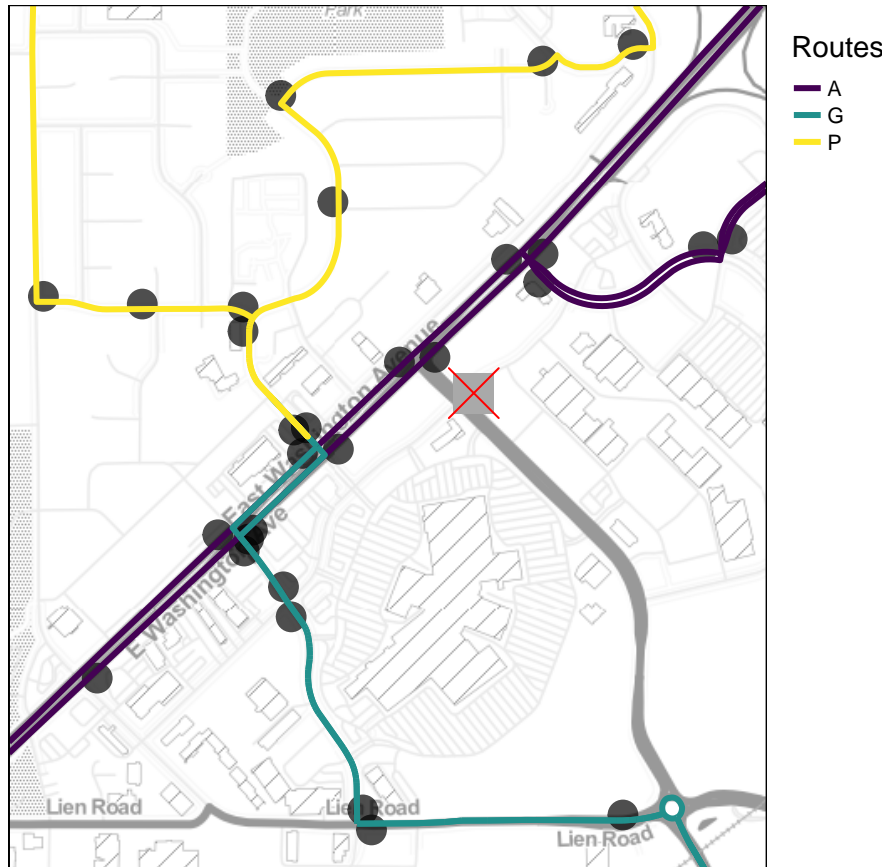 Park
Routes
A
G
P
East Washington Avenue
E Washington Ave
Lien Road
Lien Road
Lien Road